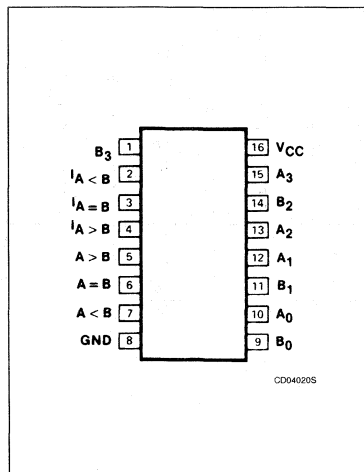 B3 1 16 VCC
IA < B 2 15 A3
IA = B 3 14 B2
IA > B 4 13 A2
A > B 5 12 A1
A = B 6 11 B1
A < B 7 10 A0
GND 8 9 B0
CD04020S